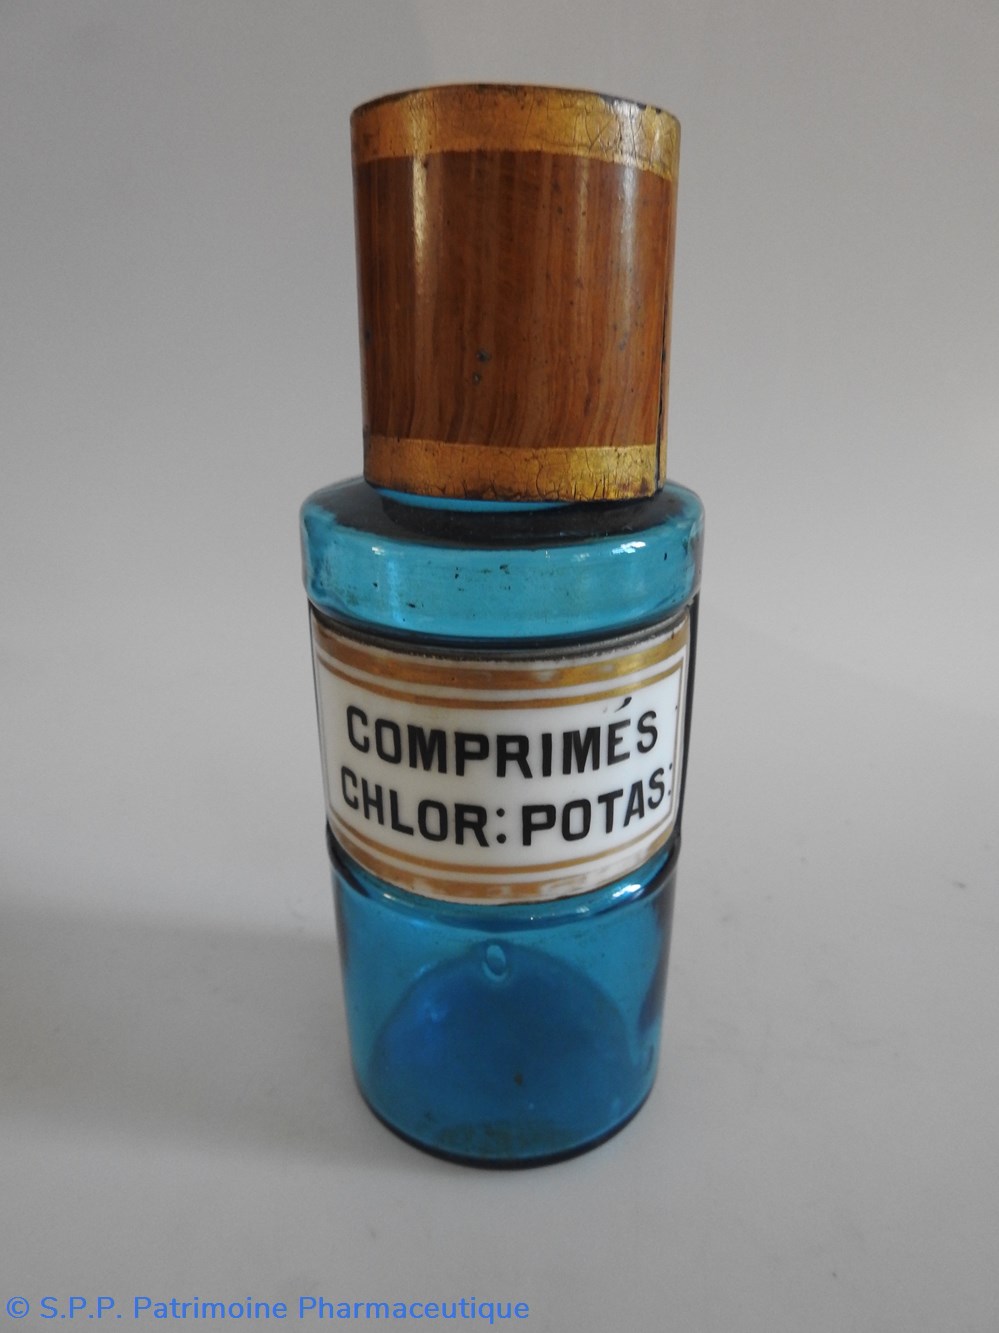 COMPRIMÉS
CHLOR: POTAS:
© S.P.P. Patrimoine Pharmaceutique